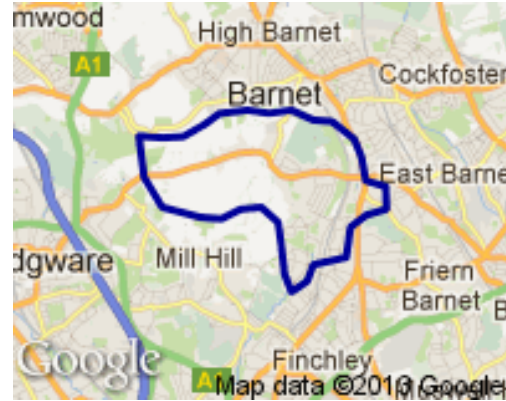 mwood
High Barnet
A1
Cockfoster
Barnet
East Barne
dgware
Mill Hill
Friern
Barnet
B
Google
Finchley
A1
Map data ©2013 Google